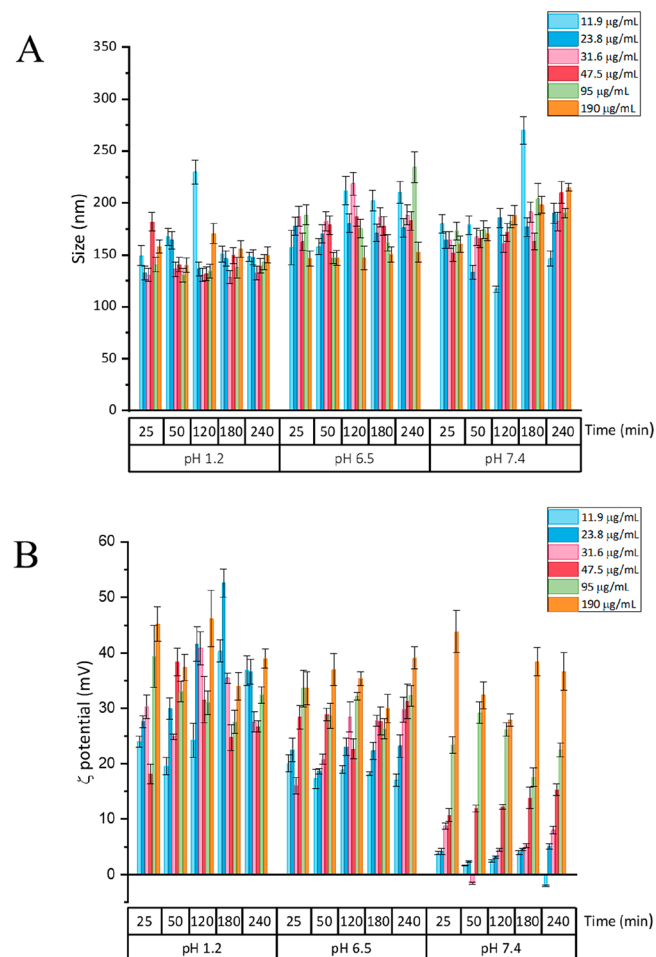 A
11.9 μg/mL
23.8 μg/mL
31.6 μg/mL
47.5 μg/mL
95 μg/mL
190 μg/mL
350
300
250
200
150
100
50
0
Size (nm)
25 50 120 180 240 25 50 120 180 240 25 50 120 180 240 Time (min)
pH 1.2 pH 6.5 pH 7.4
B
11.9 μg/mL
23.8 μg/mL
31.6 μg/mL
47.5 μg/mL
95 μg/mL
190 μg/mL
60
50
40
30
20
10
0
ζ potential (mV)
25 50 120 180 240 25 50 120 180 240 25 50 120 180 240 Time (min)
pH 1.2 pH 6.5 pH 7.4